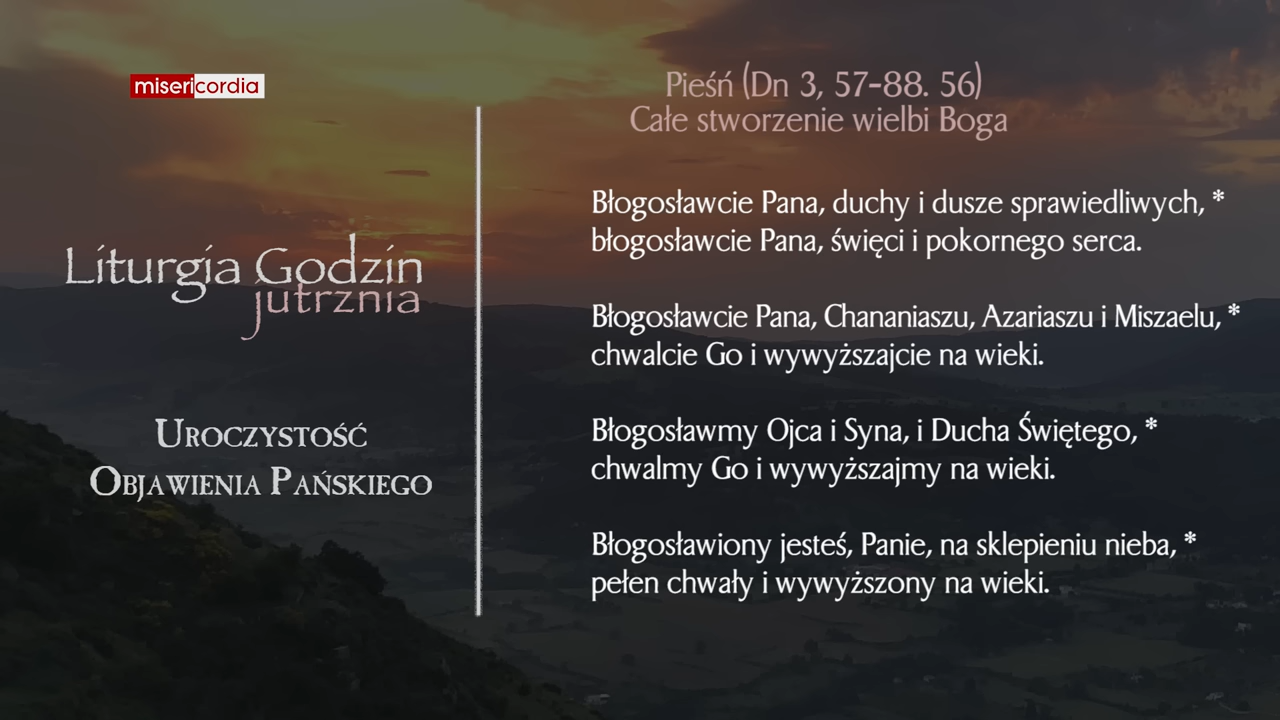 misericordia
Liturgia Godzin
jutrznia
Uroczystość
Objawienia Pańskiego
Pieśń (Dn 3, 57-88. 56)
Całe stworzenie wielbi Boga
Błogosławcie Pana, duchy i dusze sprawiedliwych, *
błogosławcie Pana, święci i pokornego serca.
Błogosławcie Pana, Chananiaszu, Azariaszu i Miszaelu, *
chwalcie Go i wywyższajcie na wieki.
Błogosławmy Ojca i Syna, i Ducha Świętego, *
chwalmy Go i wywyższajmy na wieki.
Błogosławiony jesteś, Panie, na sklepieniu nieba, *
pełen chwały i wywyższony na wieki.